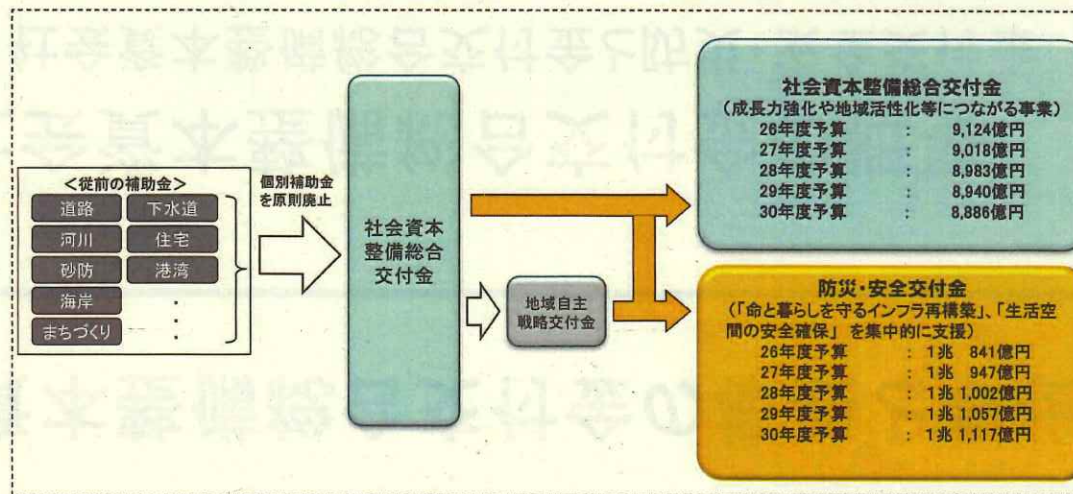 ＜従前の補助金＞
道路 下水道
河川 住宅
砂防 港湾
海岸
まちづくり
個別補助金
を原則廃止
社会資本
整備総合
交付金
地域自主
戦略交付金
社会資本整備総合交付金
（成長力強化や地域活性化等につながる事業）
26年度予算 ： 9,124億円
27年度予算 ： 9,018億円
28年度予算 ： 8,983億円
29年度予算 ： 8,940億円
30年度予算 ： 8,886億円
防災・安全交付金
（「命と暮らしを守るインフラ再構築」、「生活空
間の安全確保」 を集中的に支援）
26年度予算 ： 1兆 841億円
27年度予算 ： 1兆 947億円
28年度予算 ： 1兆 1,002億円
29年度予算 ： 1兆 1,057億円
30年度予算 ： 1兆 1,117億円